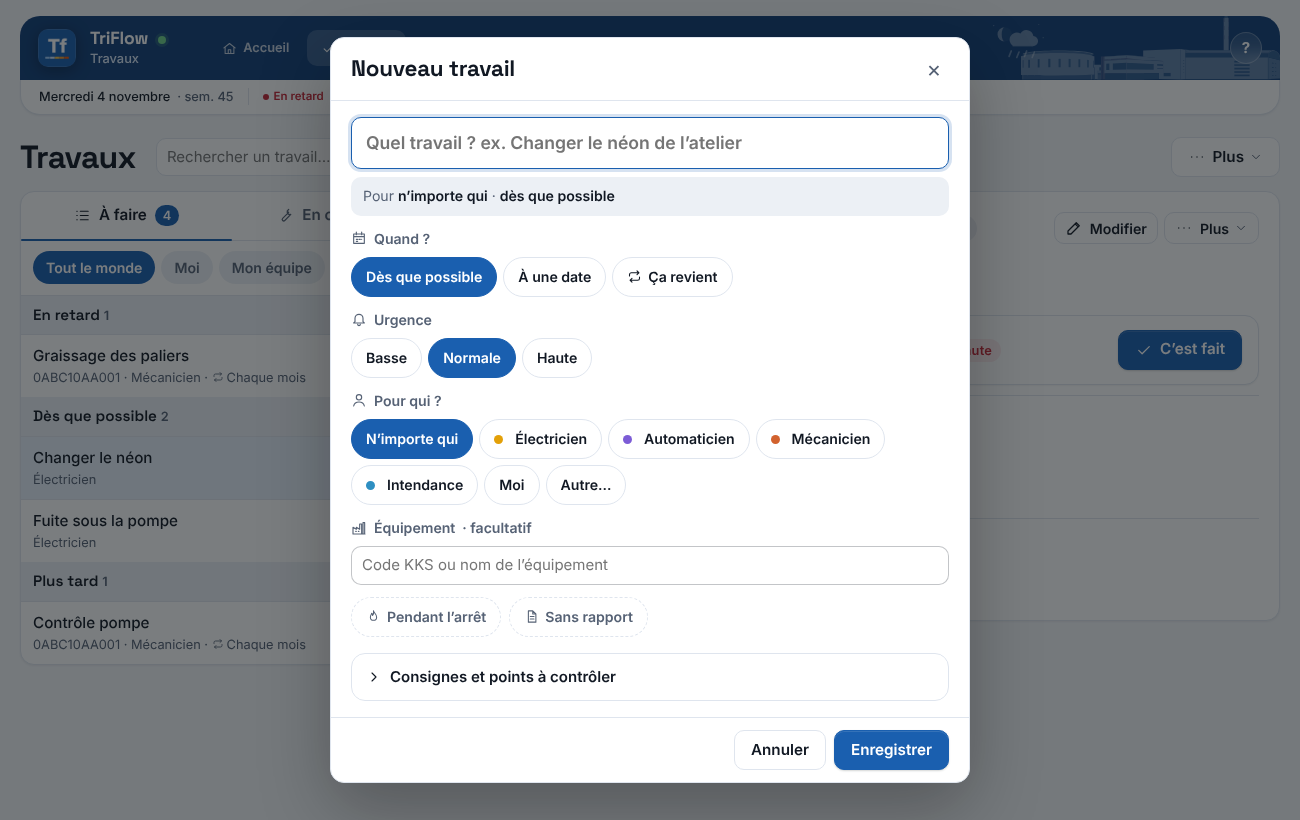 Tf
TriFlow
Travaux
Accueil
?
Mercredi 4 novembre · sem. 45
En retard
Travaux
Rechercher un travail...
Plus
À faire 4
Tout le monde
Moi
Mon équipe
Modifier
Plus
En retard 1
Graissage des paliers
0ABC10AA001 · Mécanicien · Chaque mois
C’est fait
Dès que possible 2
Changer le néon
Électricien
Fuite sous la pompe
Électricien
Plus tard 1
Contrôle pompe
0ABC10AA001 · Mécanicien · Chaque mois
Nouveau travail
Quel travail ? ex. Changer le néon de l’atelier
Pour n’importe qui · dès que possible
Quand ?
Dès que possible
À une date
Ça revient
Urgence
Basse
Normale
Haute
Pour qui ?
N’importe qui
Électricien
Automaticien
Mécanicien
Intendance
Moi
Autre...
Équipement · facultatif
Code KKS ou nom de l’équipement
Pendant l’arrêt
Sans rapport
Consignes et points à contrôler
Annuler
Enregistrer